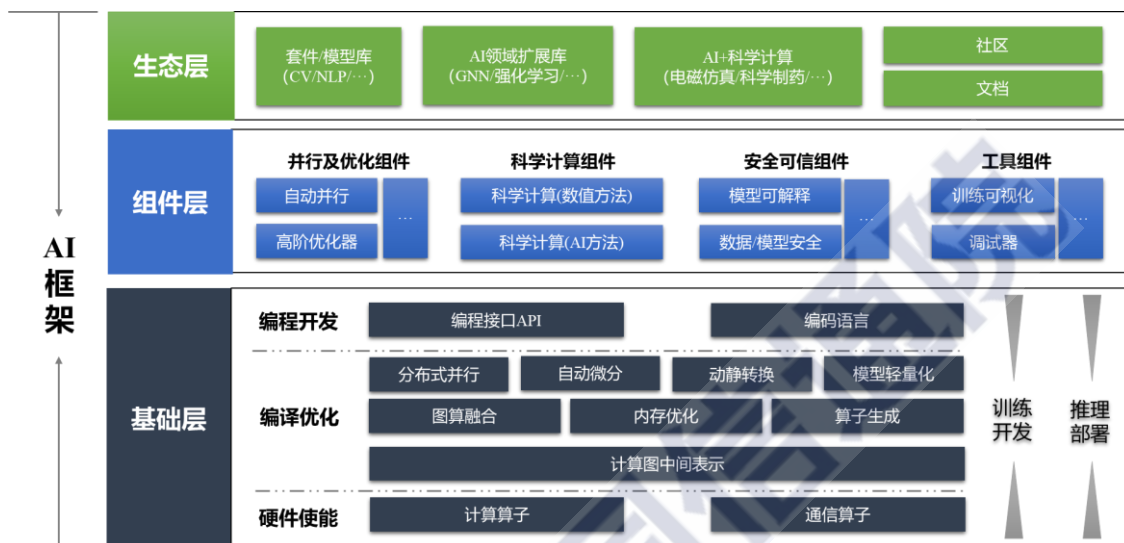 AI
框
架
生态层
套件/模型库
(CV/NLP/…)
AI领域扩展库
(GNN/强化学习/…)
AI+科学计算
(电磁仿真/科学制药/…)
社区
文档
组件层
并行及优化组件
自动并行
高阶优化器
…
科学计算组件
科学计算(数值方法)
科学计算(AI方法)
安全可信组件
模型可解释
数据/模型安全
…
工具组件
训练可视化
调试器
…
基础层
编程开发
编程接口API
编码语言
编译优化
分布式并行
自动微分
动静转换
模型轻量化
图算融合
内存优化
算子生成
计算图中间表示
硬件使能
计算算子
通信算子
训练
开发
推理
部署
信通院